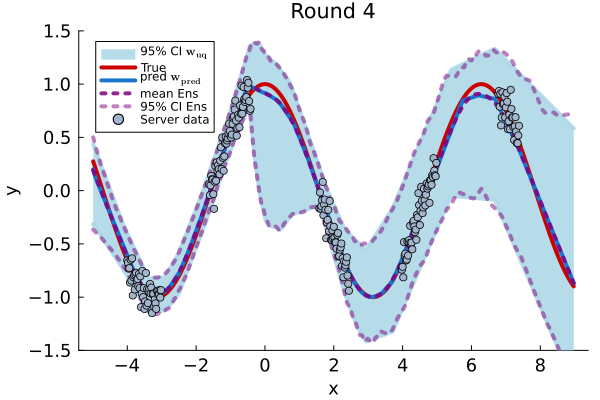 Round 4
95% CI w_uq
True
pred w_pred
mean Ens
95% CI Ens
Server data
1.5
1.0
0.5
0.0
−0.5
−1.0
−1.5
y
−4 −2 0 2 4 6 8
x